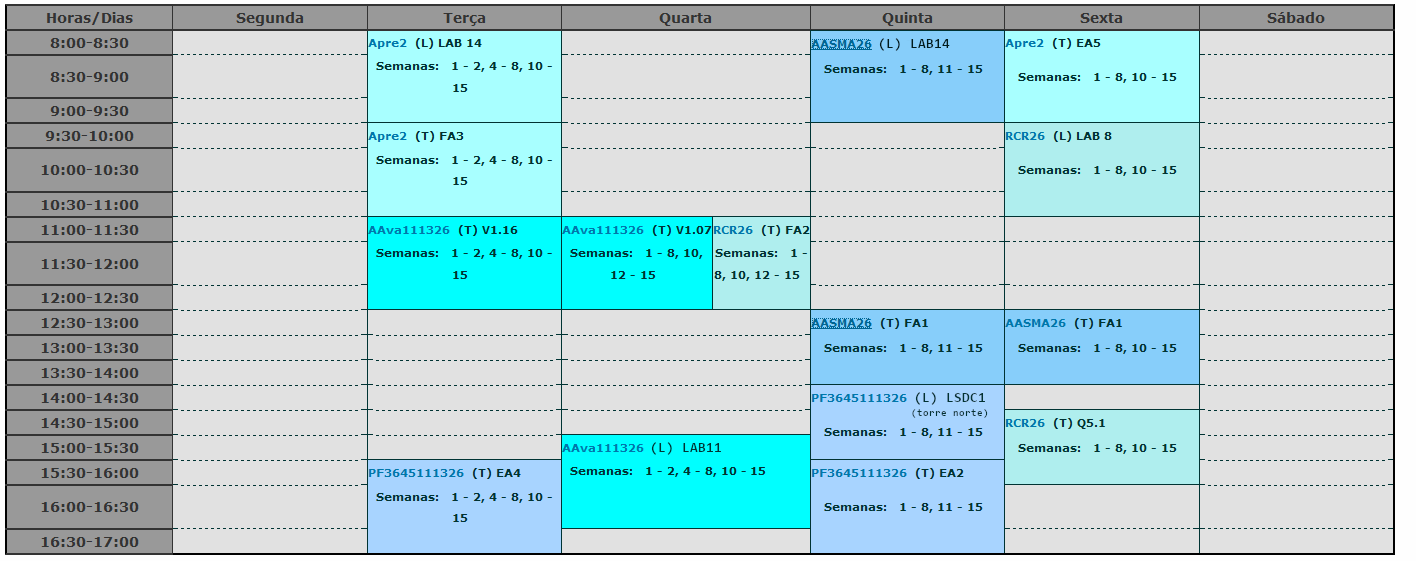 Horas/Dias Segunda Terça Quarta Quinta Sexta Sábado
8:00-8:30
8:30-9:00
9:00-9:30
9:30-10:00
10:00-10:30
10:30-11:00
11:00-11:30
11:30-12:00
12:00-12:30
12:30-13:00
13:00-13:30
13:30-14:00
14:00-14:30
14:30-15:00
15:00-15:30
15:30-16:00
16:00-16:30
16:30-17:00
Apre2 (L) LAB 14
Semanas: 1 - 2, 4 - 8, 10 -
15
Apre2 (T) FA3
Semanas: 1 - 2, 4 - 8, 10 -
15
AAva111326 (T) V1.16
Semanas: 1 - 2, 4 - 8, 10 -
15
PF3645111326 (T) EA4
Semanas: 1 - 2, 4 - 8, 10 -
15
AAva111326 (T) V1.07
Semanas: 1 - 8, 10,
12 - 15
RCR26 (T) FA2
Semanas: 1 -
8, 10, 12 - 15
AAva111326 (L) LAB11
Semanas: 1 - 2, 4 - 8, 10 - 15
AASMA26 (L) LAB14
Semanas: 1 - 8, 11 - 15
AASMA26 (T) FA1
Semanas: 1 - 8, 11 - 15
PF3645111326 (L) LSDC1
(torre norte)
Semanas: 1 - 8, 11 - 15
PF3645111326 (T) EA2
Semanas: 1 - 8, 11 - 15
Apre2 (T) EA5
Semanas: 1 - 8, 10 - 15
RCR26 (L) LAB 8
Semanas: 1 - 8, 10 - 15
AASMA26 (T) FA1
Semanas: 1 - 8, 10 - 15
RCR26 (T) Q5.1
Semanas: 1 - 8, 10 - 15